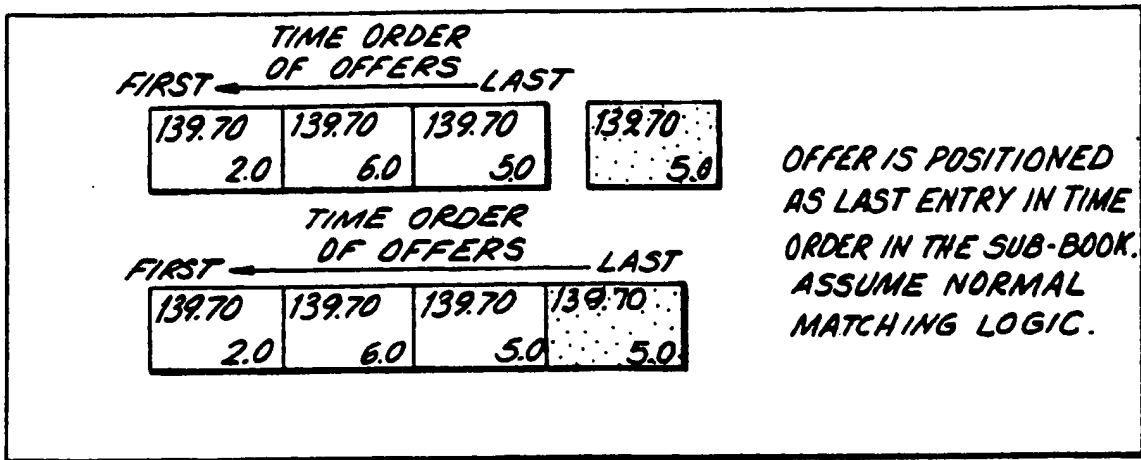 TIME ORDER
OF OFFERS
FIRST LAST
139.70 139.70 139.70 139.70
2.0 6.0 5.0 5.0
OFFER IS POSITIONED
AS LAST ENTRY IN TIME
ORDER IN THE SUB-BOOK.
ASSUME NORMAL
MATCHING LOGIC.
TIME ORDER
OF OFFERS
FIRST LAST
139.70 139.70 139.70 139.70
2.0 6.0 5.0 5.0